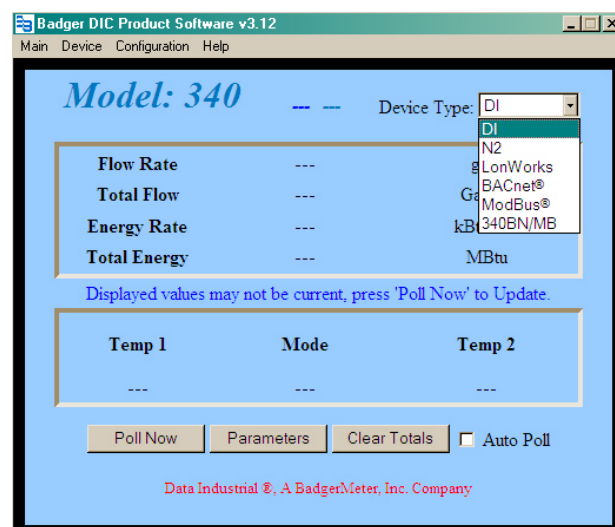 Badger DIC Product Software v3.12
Main Device Configuration Help
Model: 340 --- --- Device Type: DI
DI
N2
LonWorks
BACnet®
ModBus®
340BN/MB
Flow Rate ---
Total Flow ---
Energy Rate ---
Total Energy --- MBtu
Displayed values may not be current, press 'Poll Now' to Update.
Temp 1 Mode Temp 2
--- --- ---
Poll Now Parameters Clear Totals Auto Poll
Data Industrial ®, A BadgerMeter, Inc. Company